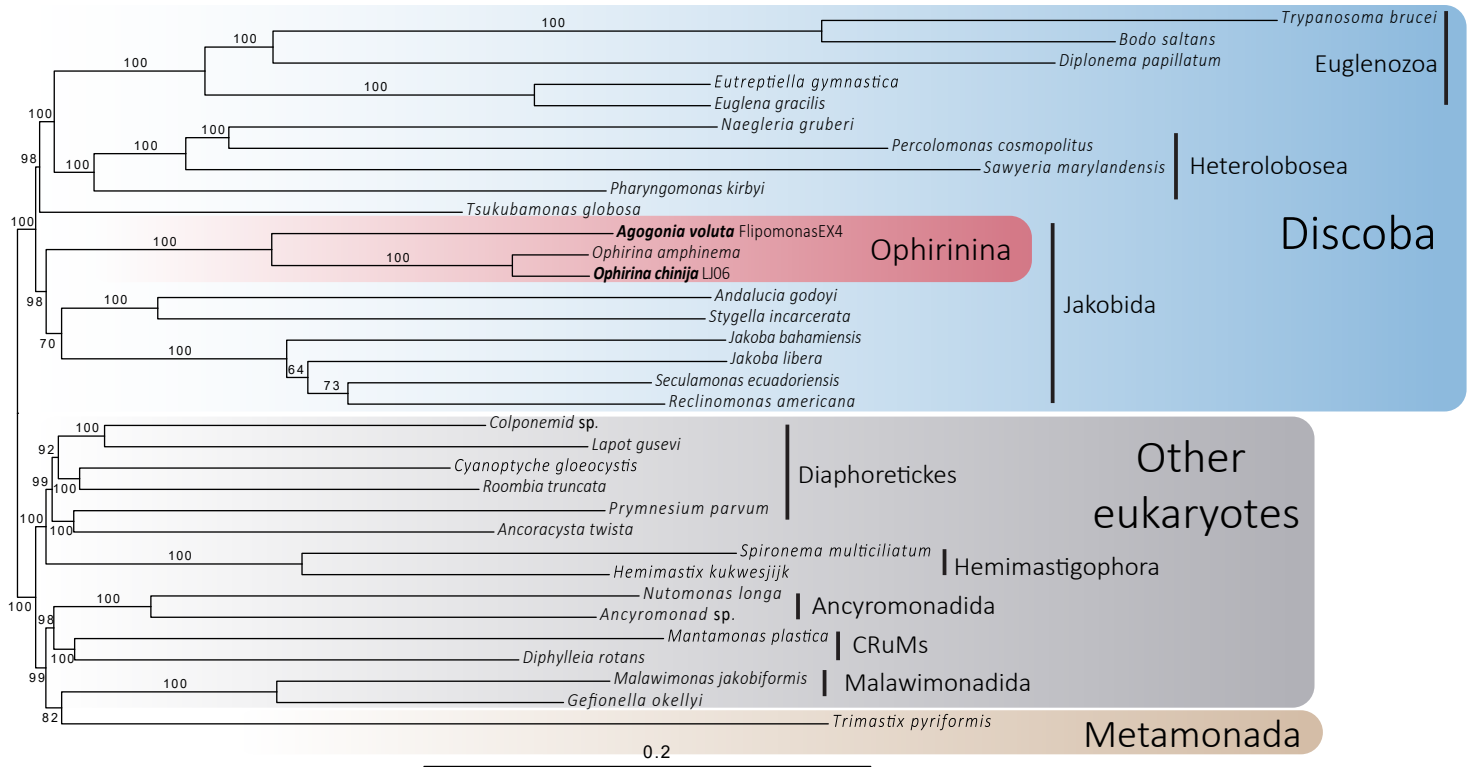 100
Trypanosoma brucei
100
Bodo saltans
100
Diplonema papillatum
Euglenozoa
100
Eutreptiella gymnastica
Euglena gracilis
100
100
Naegleria gruberi
100
Percolomonas cosmopolitus
98
100
Sawyeria marylandensis
Heterolobosea
Pharyngomonas kirbyi
Tsukubamonas globosa
100
Discoba
100
Agogonia voluta FlipomonasEX4
Ophirinina
Ophirina amphinema
100
Ophirina chinija LJ06
98
100
Andalucia godoyi
Jakobida
Stygella incarcerata
70
100
Jakoba bahamiensis
Jakoba libera
64
73
Seculamonas ecuadoriensis
Reclinomonas americana
100
Colponemid sp.
92
Lapot gusevi
Other
eukaryotes
Cyanoptyche gloeocystis
Diaphoretickes
99
100
Roombia truncata
Prymnesium parvum
100
100
Ancoracysta twista
100
Spironema multiciliatum
Hemimastigophora
Hemimastix kukwesjijk
100
100
Nutomonas longa
Ancyromonadida
98
Ancyromonad sp.
Mantamonas plastica
CRuMs
100
Diphylleia rotans
99
100
Malawimonas jakobiformis
Malawimonadida
Gefionella okellyi
82
Trimastix pyriformis
Metamonada
0.2